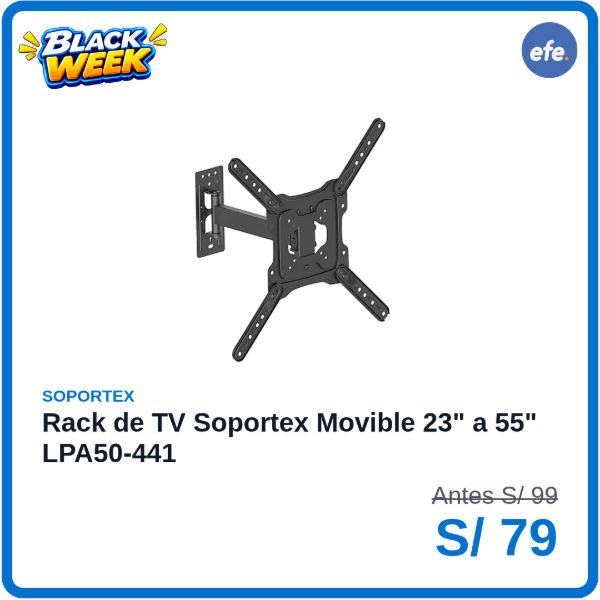 BLACK
WEEK
efe.
SOPORTEX
Rack de TV Soportex Movible 23" a 55"
LPA50-441
Antes S/ 99
S/ 79